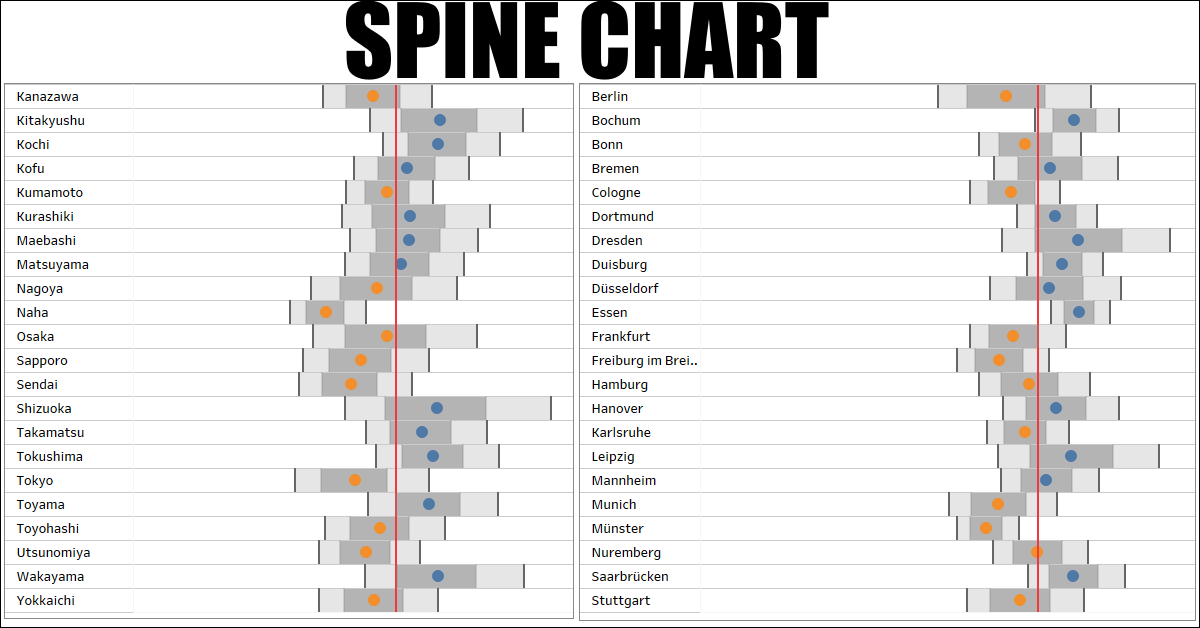 SPINE CHART
Kanazawa
Kitakyushu
Kochi
Kofu
Kumamoto
Kurashiki
Maebashi
Matsuyama
Nagoya
Naha
Osaka
Sapporo
Sendai
Shizuoka
Takamatsu
Tokushima
Tokyo
Toyama
Toyohashi
Utsunomiya
Wakayama
Yokkaichi
Berlin
Bochum
Bonn
Bremen
Cologne
Dortmund
Dresden
Duisburg
Düsseldorf
Essen
Frankfurt
Freiburg im Brei..
Hamburg
Hanover
Karlsruhe
Leipzig
Mannheim
Munich
Münster
Nuremberg
Saarbrücken
Stuttgart